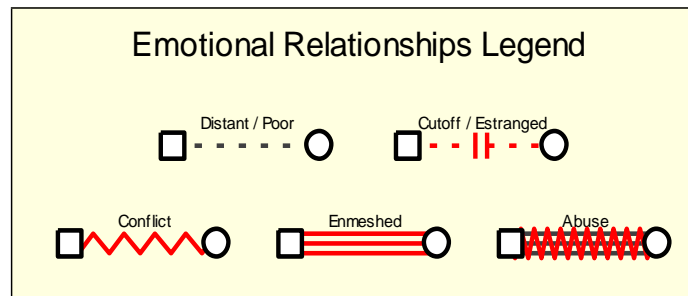 Emotional Relationships Legend
Distant / Poor
Cutoff / Estranged
Conflict
Enmeshed
Abuse